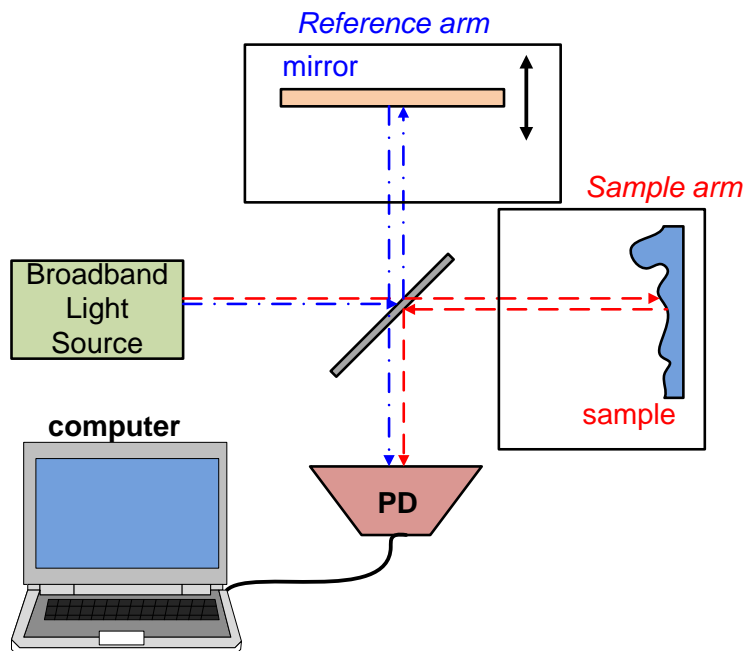 Reference arm
mirror
Sample arm
Broadband
Light
Source
sample
computer
PD